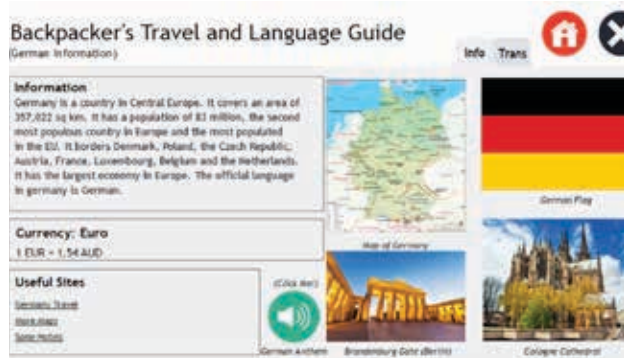 Backpacker's Travel and Language Guide
(German Information)
Info Trans
Information
Germany is a country in Central Europe. It covers an area of
357,022 sq km. It has a population of 83 million, the second
most populous country in Europe and the most populated
in the EU. It borders Denmark, Poland, the Czech Republic,
Austria, France, Luxembourg, Belgium and the Netherlands.
It has the largest economy in Europe. The official language
in germany is German.
German Flag
Currency: Euro
1 EUR = 1.54 AUD
Map of Germany
Useful Sites
(Click Me!)
Germany Travel
More Maps
Some Hotels
German Anthem
Brandenburg Gate (Berlin)
Cologne Cathedral